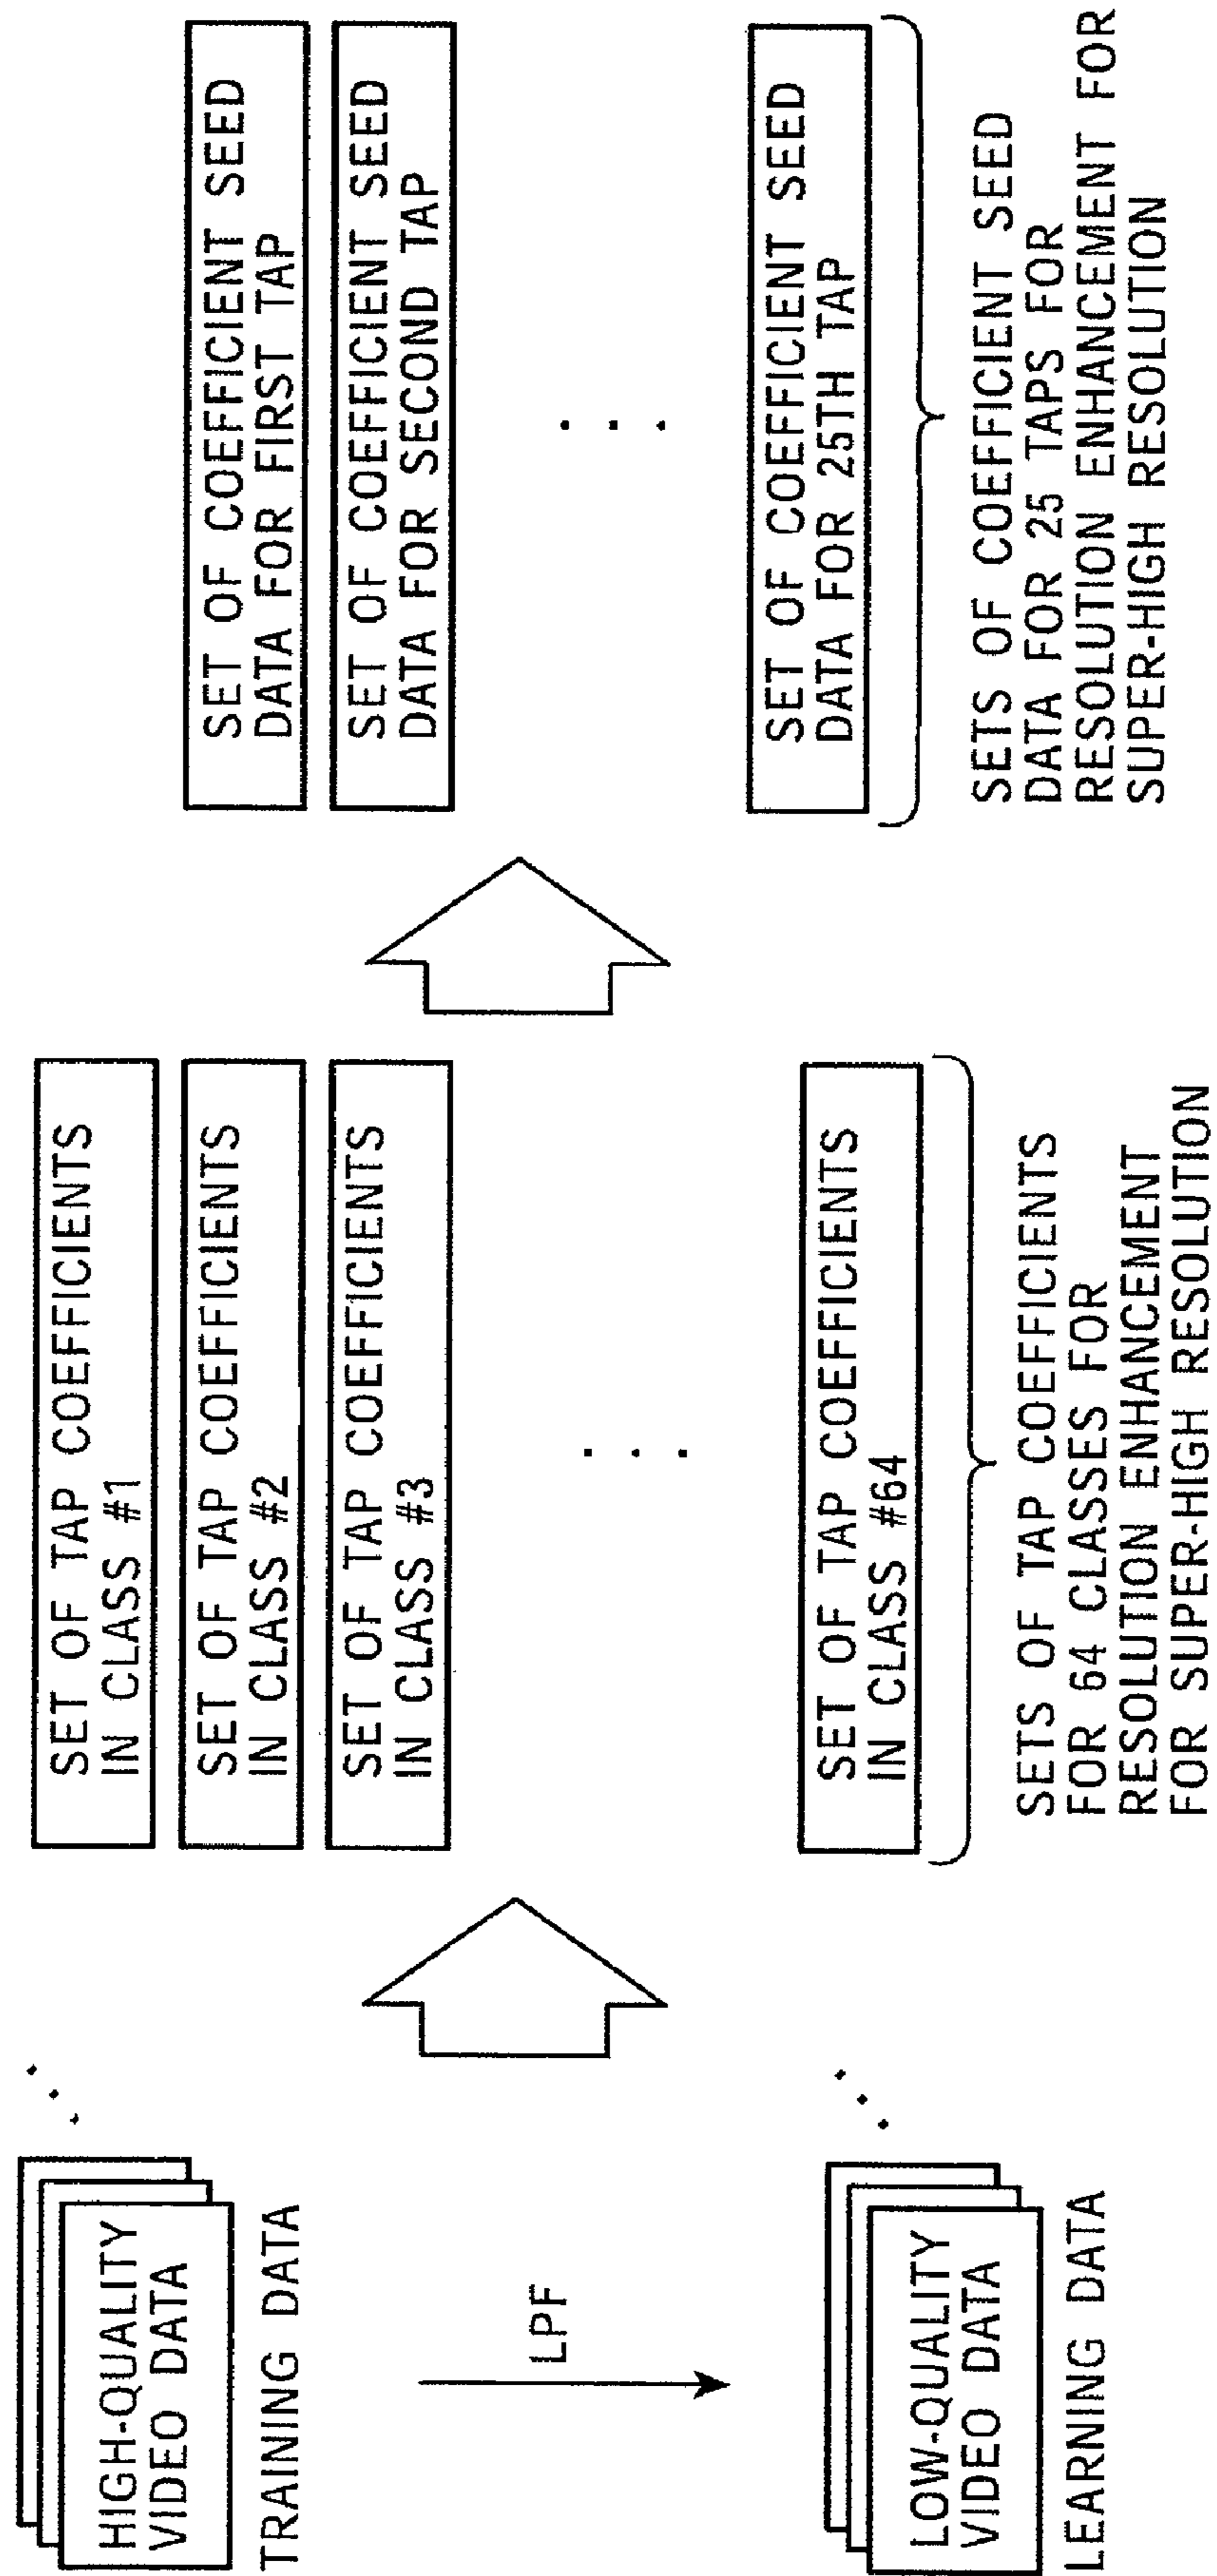 HIGH-QUALITY
VIDEO DATA
TRAINING DATA
LPF
LOW-QUALITY
VIDEO DATA
LEARNING DATA
SET OF TAP COEFFICIENTS
IN CLASS #1
SET OF TAP COEFFICIENTS
IN CLASS #2
SET OF TAP COEFFICIENTS
IN CLASS #3
SET OF TAP COEFFICIENTS
IN CLASS #64
SETS OF TAP COEFFICIENTS
FOR 64 CLASSES FOR
RESOLUTION ENHANCEMENT
FOR SUPER-HIGH RESOLUTION
SET OF COEFFICIENT SEED
DATA FOR FIRST TAP
SET OF COEFFICIENT SEED
DATA FOR SECOND TAP
SET OF COEFFICIENT SEED
DATA FOR 25TH TAP
SETS OF COEFFICIENT SEED
DATA FOR 25 TAPS FOR
RESOLUTION ENHANCEMENT FOR
SUPER-HIGH RESOLUTION